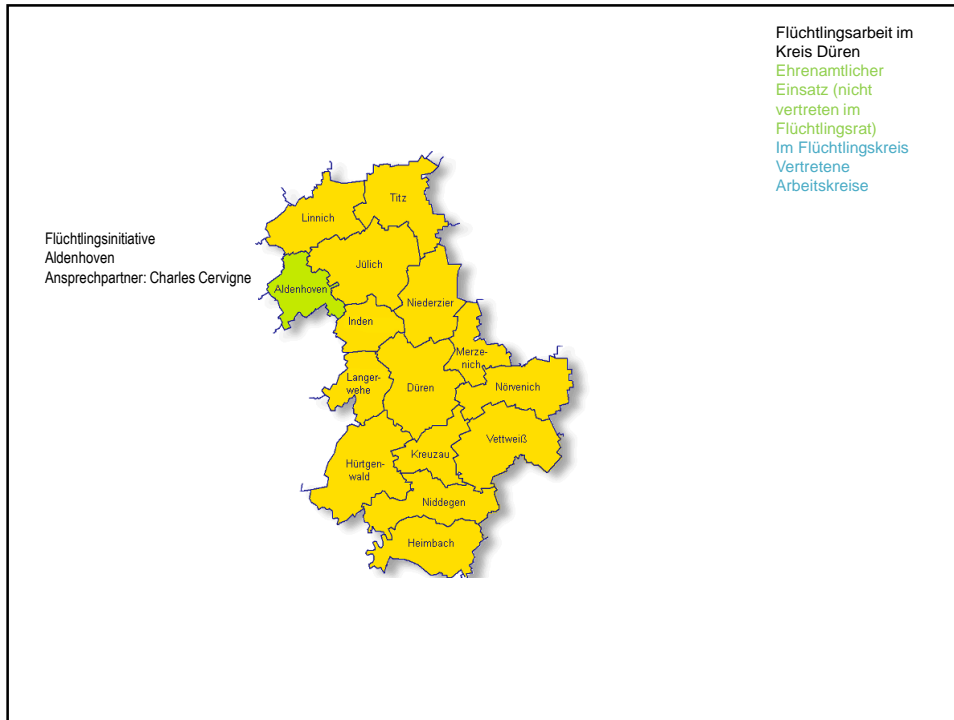 Flüchtlingsarbeit im
Kreis Düren
Ehrenamtlicher
Einsatz (nicht
vertreten im
Flüchtlingsrat)
Im Flüchtlingskreis
Vertretene
Arbeitskreise
Flüchtlingsinitiative
Aldenhoven
Ansprechpartner: Charles Cervigne
Titz
Linnich
Jülich
Aldenhoven
Niederzier
Inden
Merze-
nich
Langer-
wehe
Düren
Nörvenich
Vettweiß
Kreuzau
Hürtgen-
wald
Niddegen
Heimbach